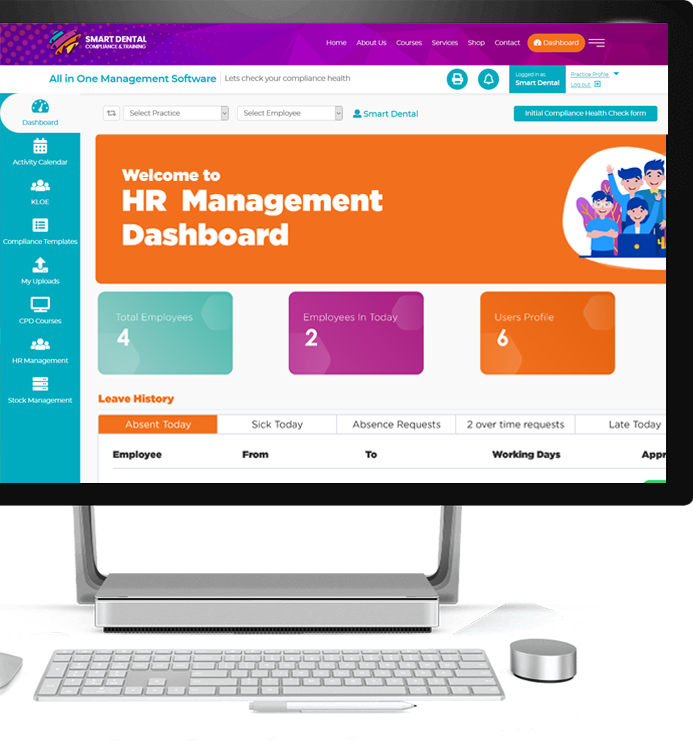 SMART DENTAL
COMPLIANCE & TRAINING
Home About Us Courses Services Shop Contact Dashboard
All in One Management Software Lets check your compliance health
Logged in as
Smart Dental
Practice Profile
Log out
Dashboard
Activity Calendar
KLOE
Compliance Templates
My Uploads
CPD Courses
HR Management
Stock Management
Select Practice Select Employee Smart Dental Initial Compliance Health Check form
Welcome to
HR Management
Dashboard
Total Employees
4
Employees In Today
2
Users Profile
6
Leave History
Absent Today Sick Today Absence Requests 2 over time requests Late Today
Employee From To Working Days Appr